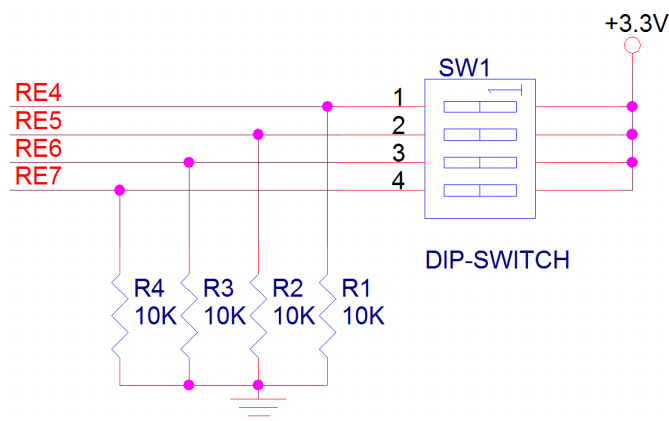 +3.3V
SW1
RE4 1
RE5 2
RE6 3
RE7 4
DIP-SWITCH
R4 R3 R2 R1
10K 10K 10K 10K